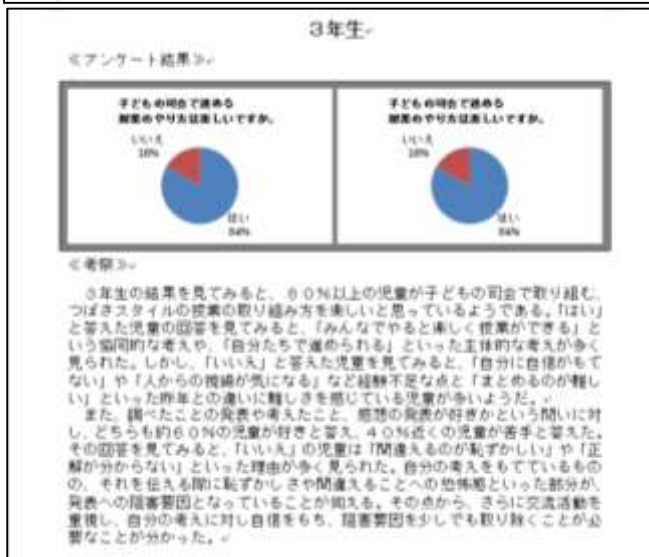 3年生
≪アンケート結果≫
子どもの司会で進める
授業のやり方は楽しいですか。
いいえ
16%
はい
84%
子どもの司会で進める
授業のやり方は楽しいですか。
いいえ
16%
はい
84%
≪考察≫
3年生の結果を見てみると、80%以上の児童が子どもの司会で取り組む、
つばさスタイルの授業の取り組み方を楽しいと思っているようである。「はい」
と答えた児童の回答を見てみると、「みんなでやると楽しく授業ができる」と
いう協同的な考えや、「自分たちで進められる」といった主体的な考えが多く
見られた。しかし、「いいえ」と答えた児童を見てみると、「自分に自信がもて
ない」や「人からの視線が気になる」など経験不足な点と「まとめるのが難し
い」といった昨年との違いに難しさを感じている児童が多いようだ。
また、調べたことの発表や考えたこと、感想の発表が好きかという問いに対
し、どちらも約60%の児童が好きと答え、40%近くの児童が苦手と答えた。
その回答を見てみると、「いいえ」の児童は「間違えるのが恥ずかしい」や「正
解が分からない」といった理由が多く見られた。自分の考えをもてているもの
の、それを伝える際に恥ずかしさや間違えることへの恐怖感といった部分が、
発表への阻害要因となっていることが伺える。その点から、さらに交流活動を
重視し、自分の考えに対し自信をもち、阻害要因を少しでも取り除くことが必
要なことが分かった。